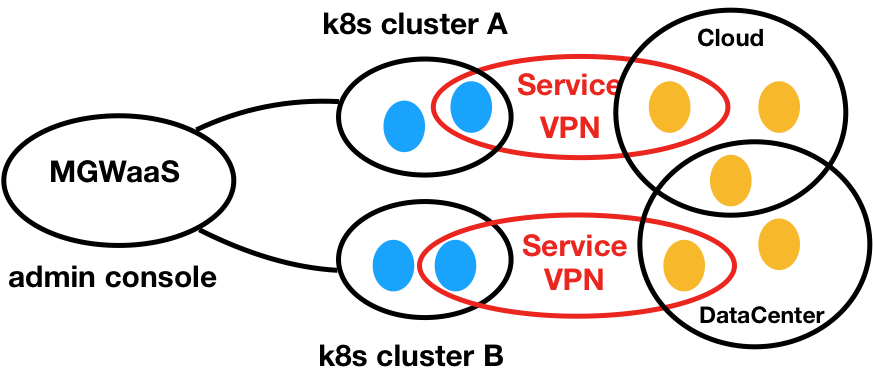 k8s cluster A
Cloud
Service
VPN
MGWaaS
admin console
Service
VPN
DataCenter
k8s cluster B